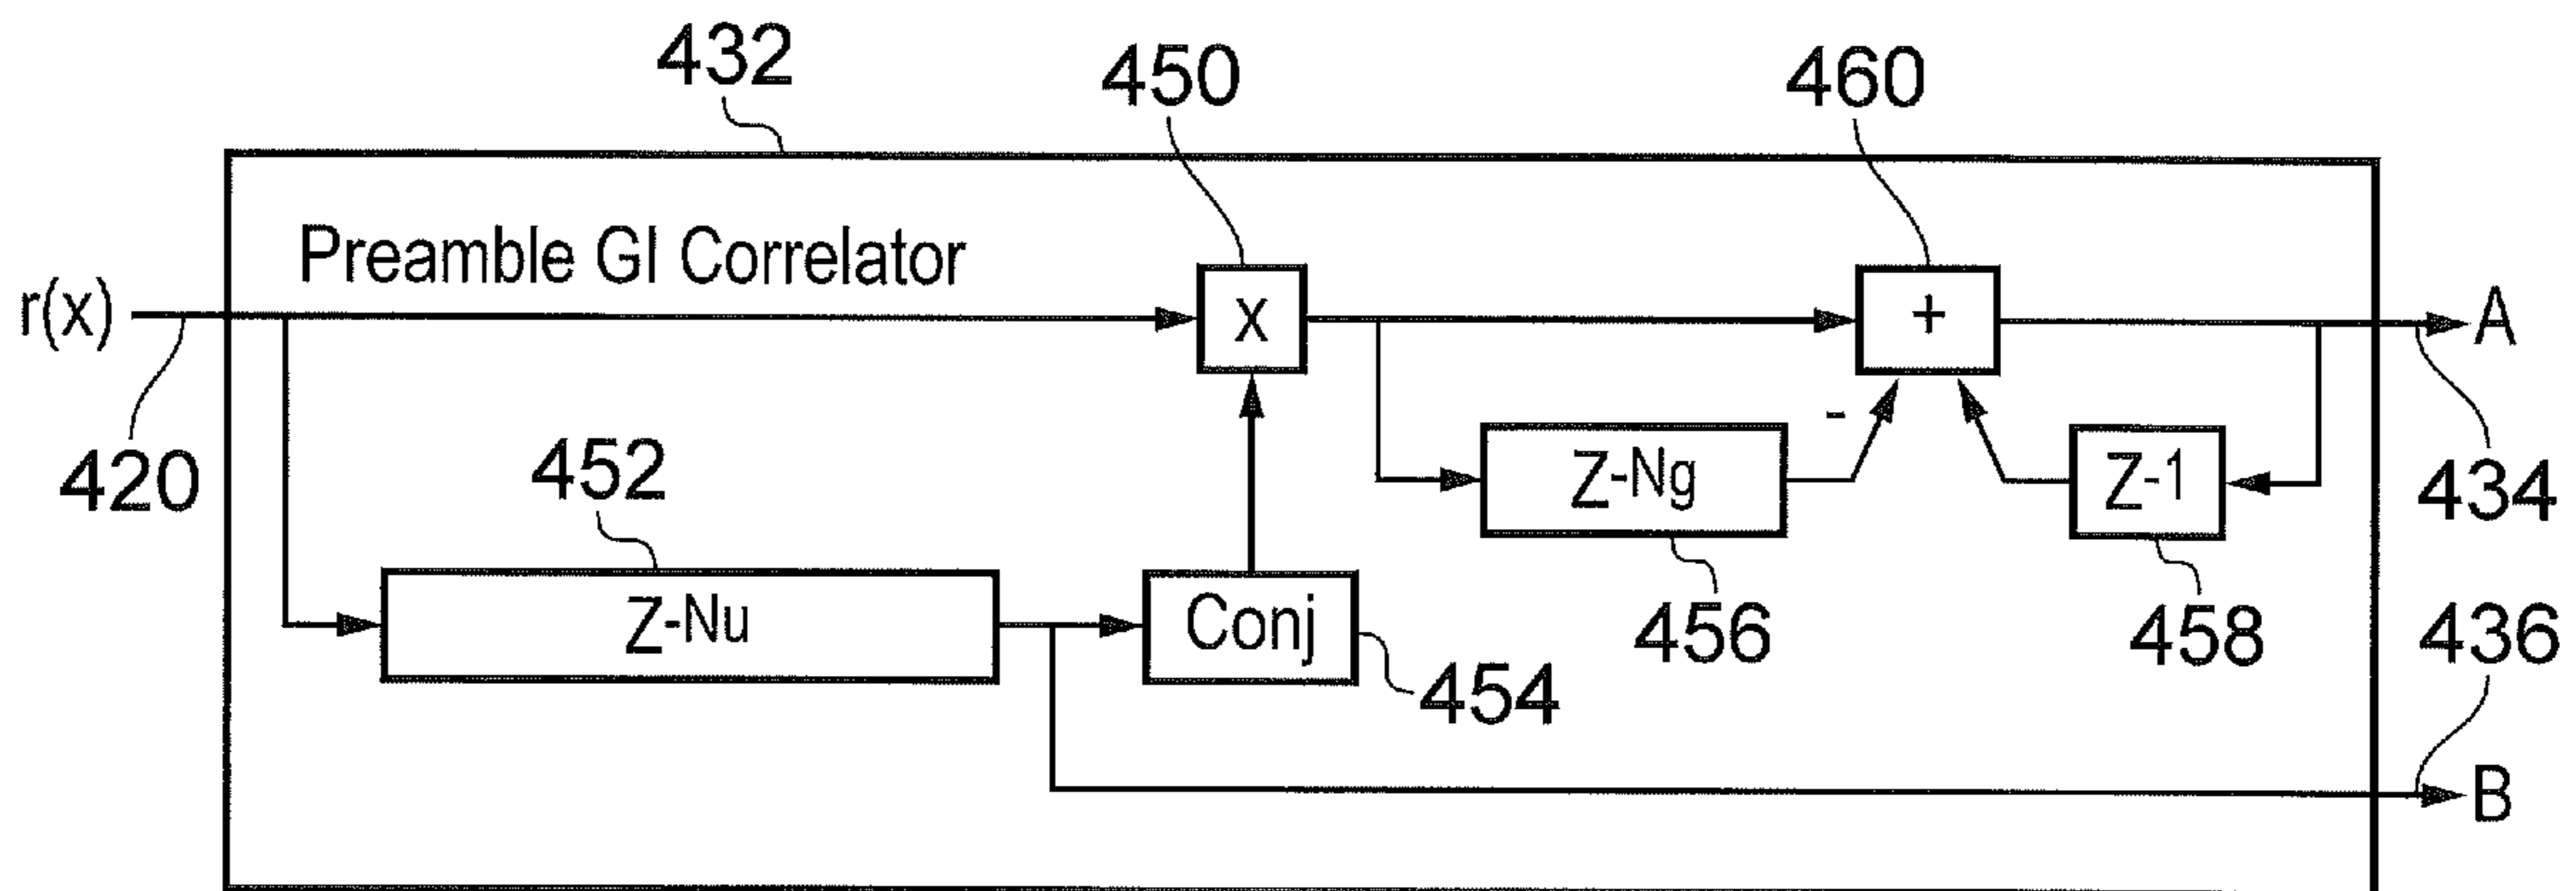 432
450
460
Preamble GI Correlator
r(x)
x
+
A
-
420
452
Z-Ng
Z-1
434
Z-Nu
Conj
454
456
458
436
B